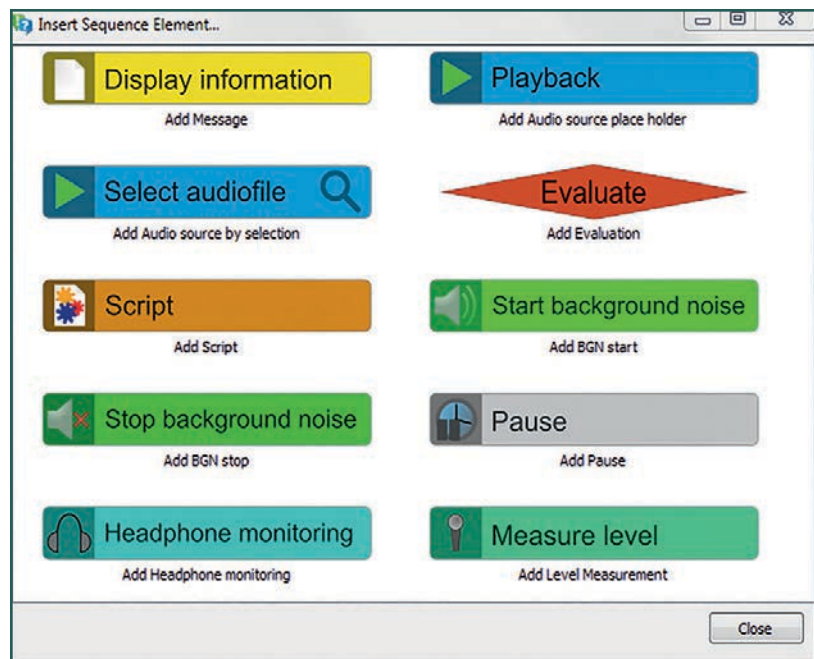 Insert Sequence Element...
Display information
Add Message
Playback
Add Audio source place holder
Select audiofile
Add Audio source by selection
Evaluate
Add Evaluation
Script
Add Script
Start background noise
Add BGN start
Stop background noise
Add BGN stop
Pause
Add Pause
Headphone monitoring
Add Headphone monitoring
Measure level
Add Level Measurement
Close